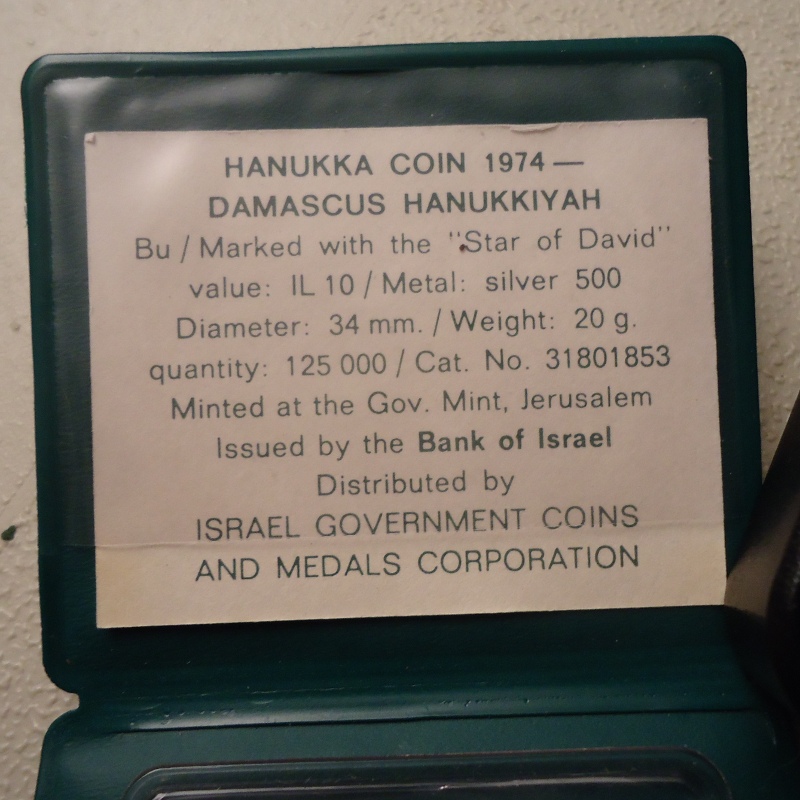 HANUKKA COIN 1974 —
DAMASCUS HANUKKIYAH
Bu / Marked with the "Star of David"
value: IL 10 / Metal: silver 500
Diameter: 34 mm. / Weight: 20 g.
quantity: 125 000 / Cat. No. 31801853
Minted at the Gov. Mint, Jerusalem
Issued by the Bank of Israel
Distributed by
ISRAEL GOVERNMENT COINS
AND MEDALS CORPORATION